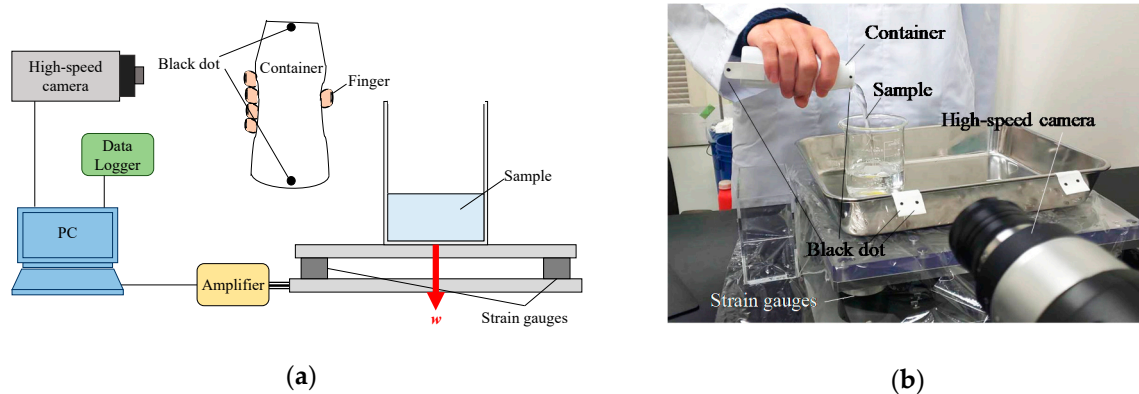 High-speed
camera
Black dot
Container
Finger
Data
Logger
Sample
PC
Amplifier
w
Strain gauges
(a)
Container
Sample
High-speed camera
Black dot
Strain gauges
(b)